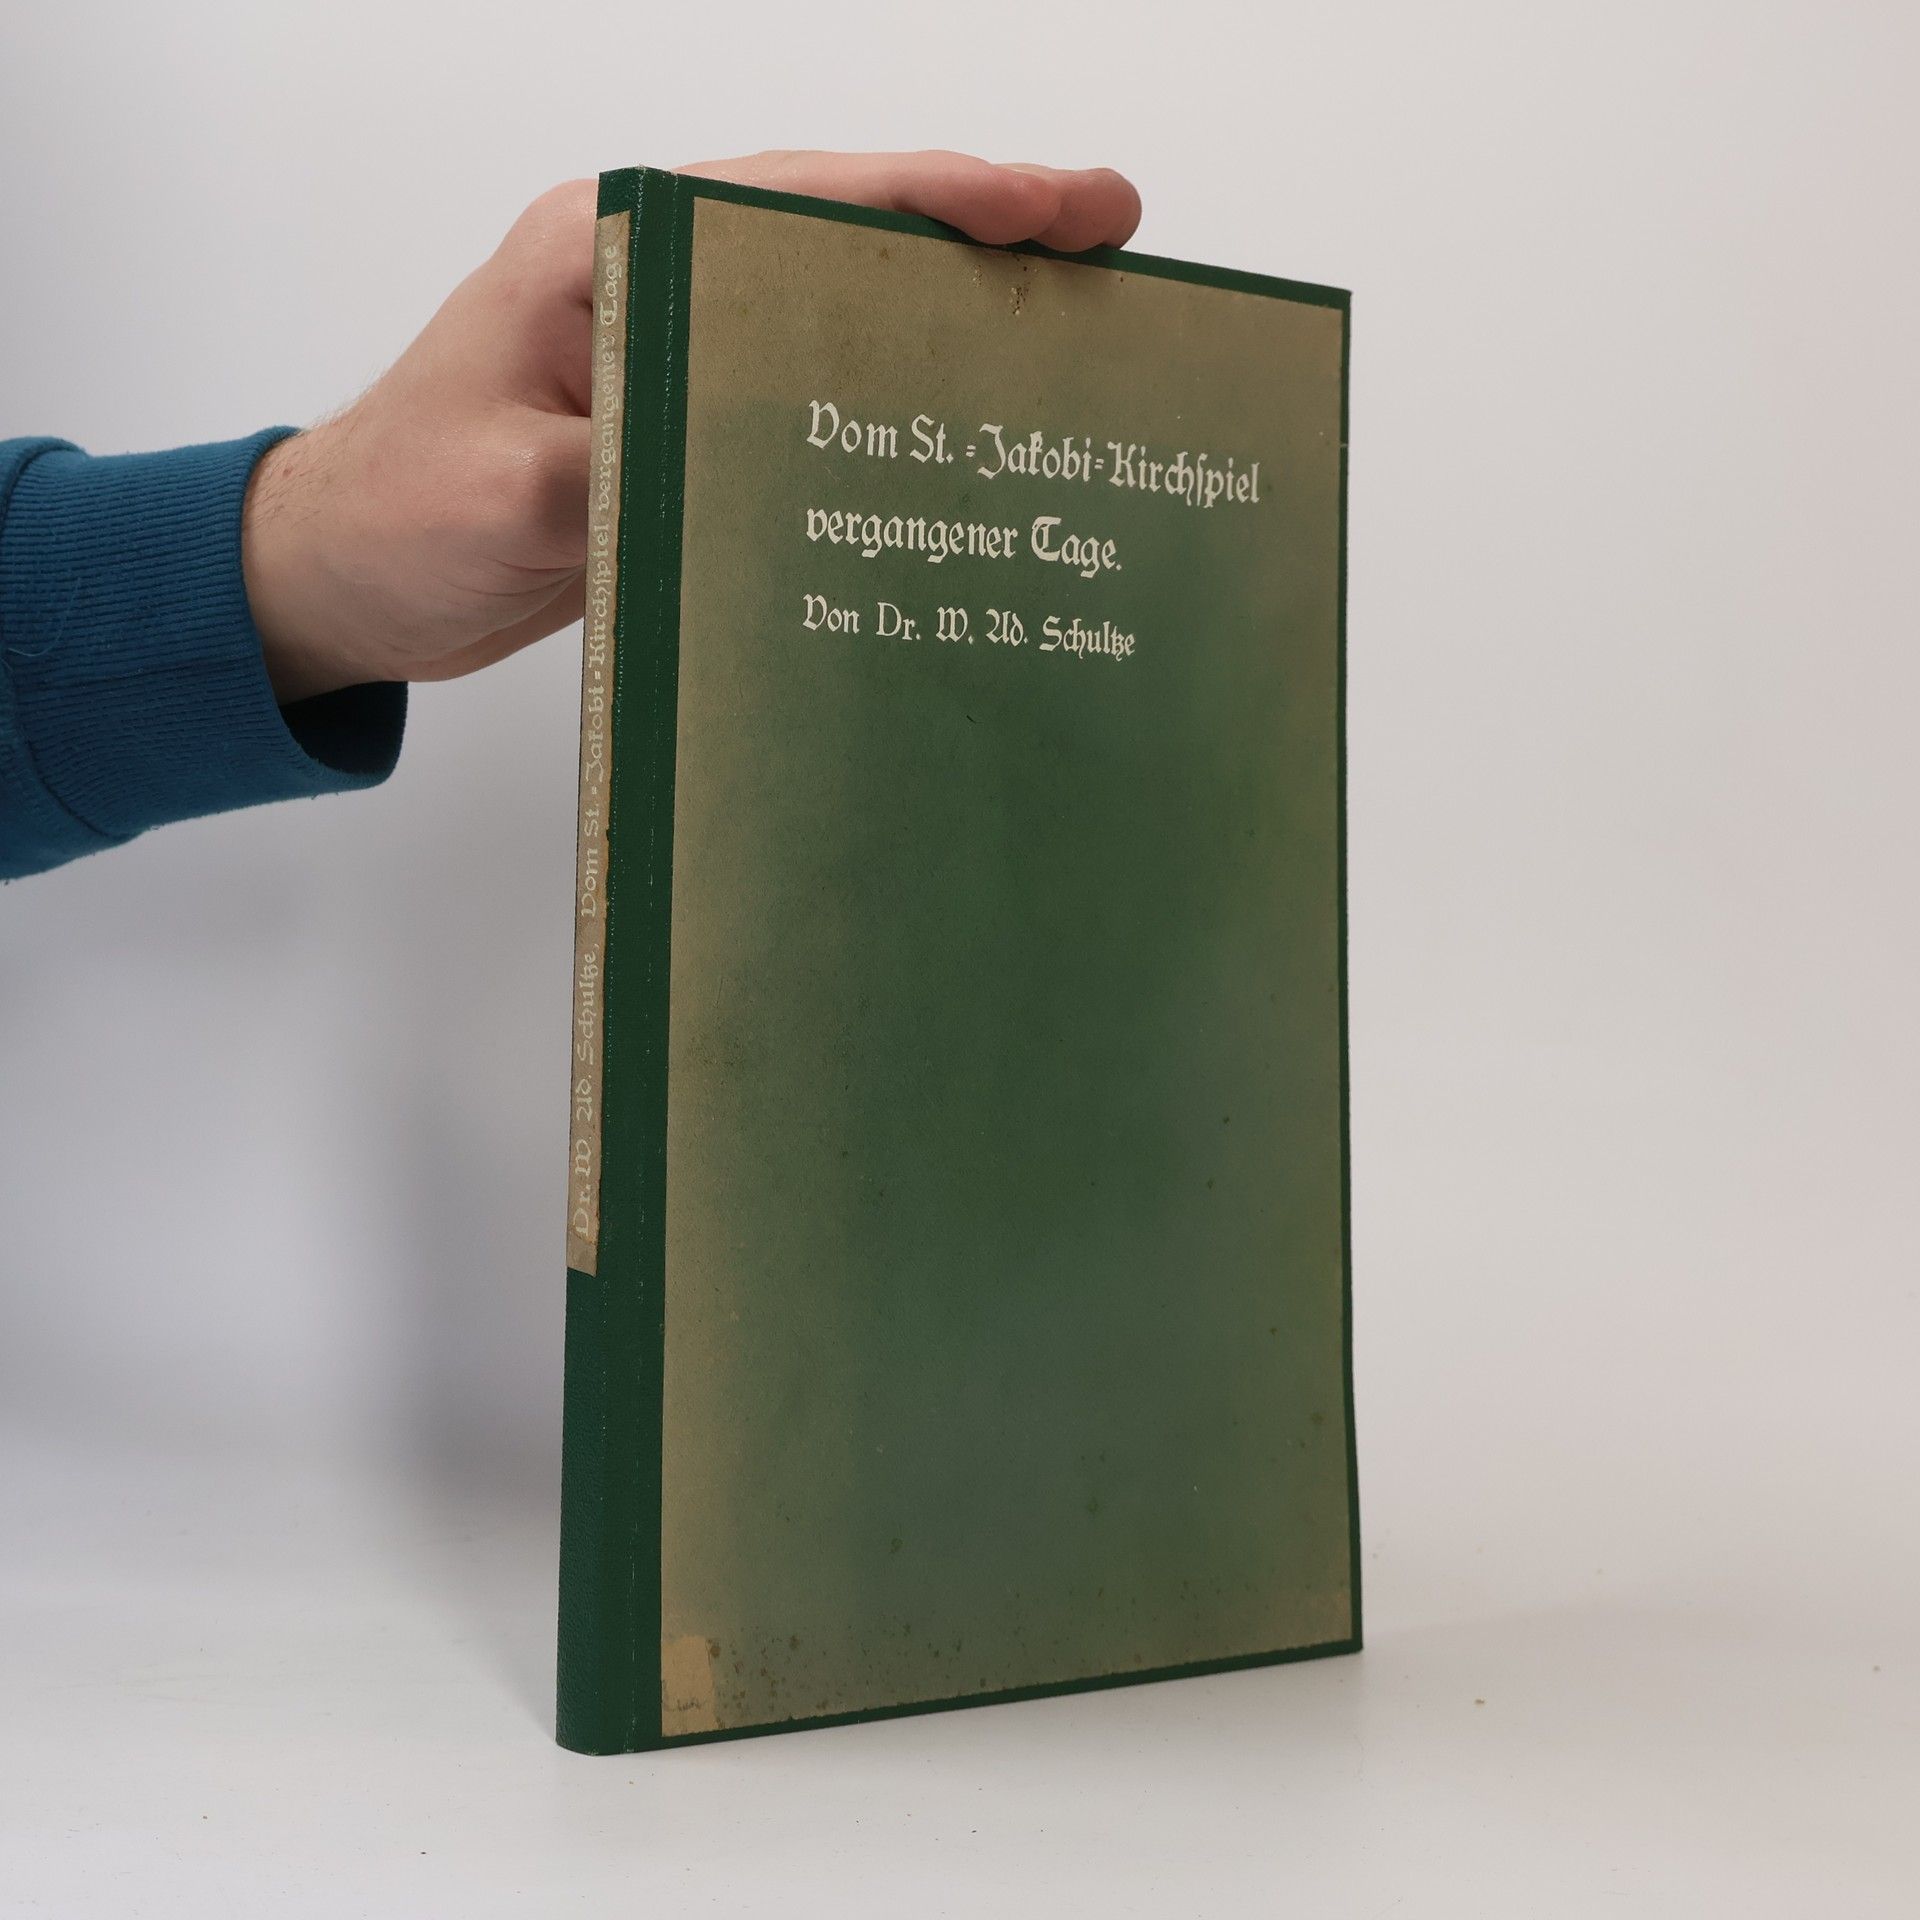 Vom St.=Jakobi=Kirchſpiel
vergangener Tage.
Von Dr. W. Ad. Schultze
Dr. W. Ad. Schultze, Vom St.=Jakobi=Kirchſpiel vergangener Tage